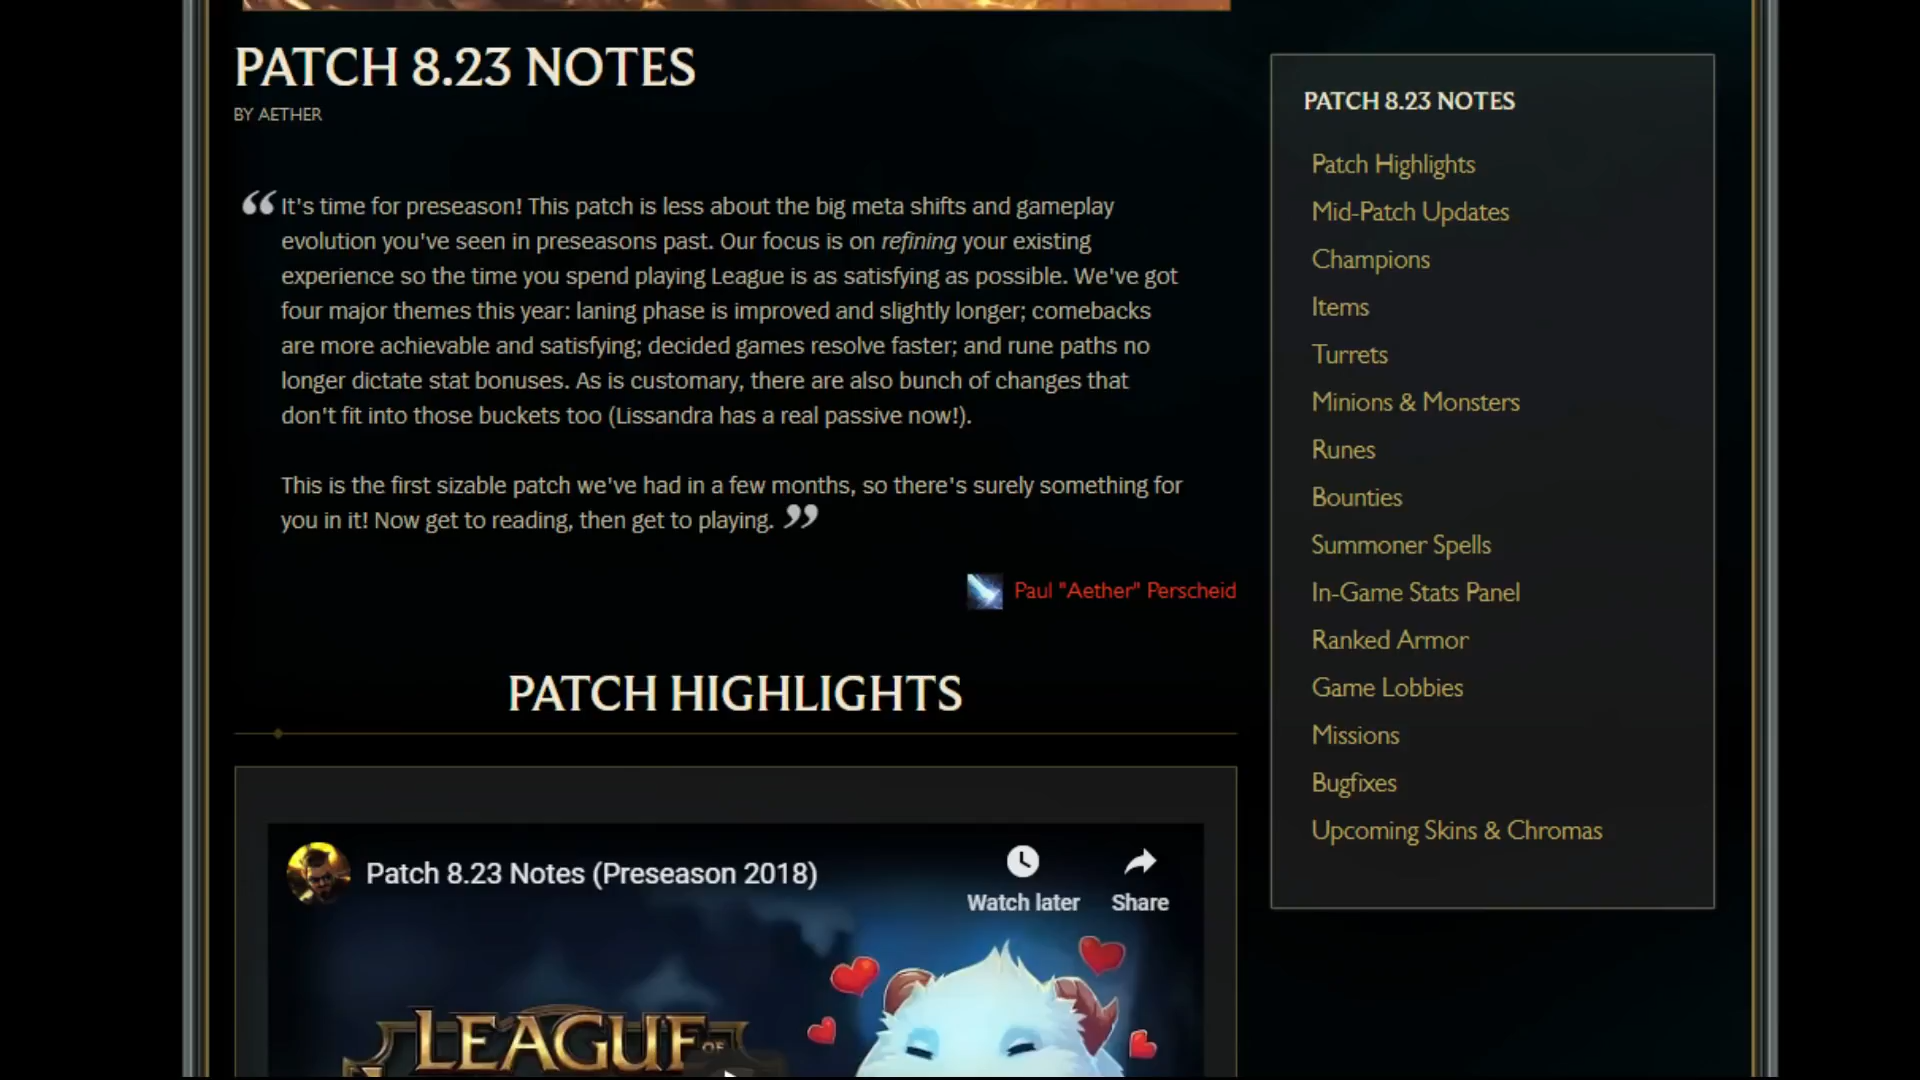 PATCH 8.23 NOTES
BY AETHER
“ It's time for preseason! This patch is less about the big meta shifts and gameplay
evolution you've seen in preseasons past. Our focus is on refining your existing
experience so the time you spend playing League is as satisfying as possible. We've got
four major themes this year: laning phase is improved and slightly longer; comebacks
are more achievable and satisfying; decided games resolve faster; and rune paths no
longer dictate stat bonuses. As is customary, there are also bunch of changes that
don't fit into those buckets too (Lissandra has a real passive now!).
This is the first sizable patch we've had in a few months, so there's surely something for
you in it! Now get to reading, then get to playing. ”
Paul "Aether" Perscheid
PATCH HIGHLIGHTS
Patch 8.23 Notes (Preseason 2018)
Watch later
Share
LEAGUE OF
PATCH 8.23 NOTES
Patch Highlights
Mid-Patch Updates
Champions
Items
Turrets
Minions & Monsters
Runes
Bounties
Summoner Spells
In-Game Stats Panel
Ranked Armor
Game Lobbies
Missions
Bugfixes
Upcoming Skins & Chromas